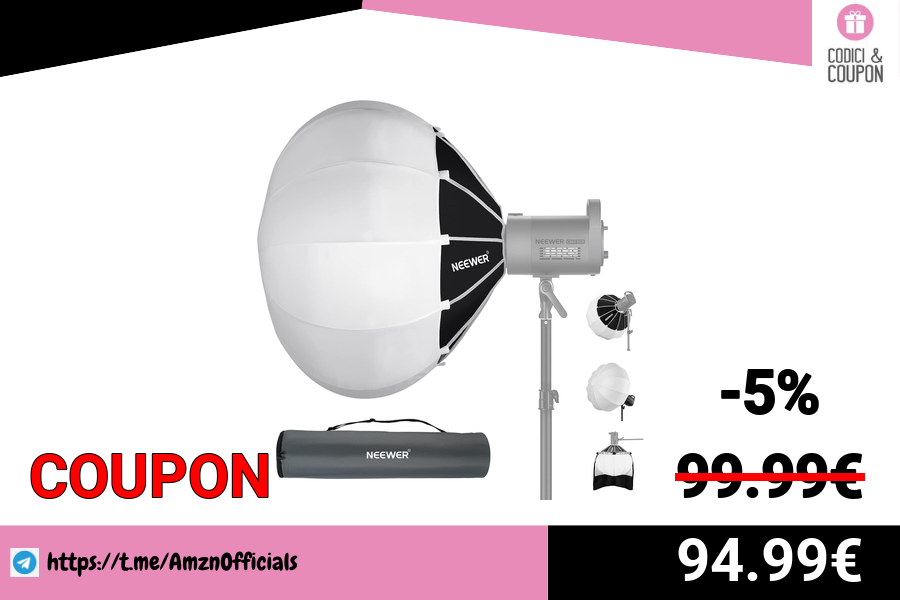 CODICI &
COUPON
NEEWER
NEEWER
-5%
NEEWER
COUPON
99.99€
https://t.me/AmznOfficials
94.99€